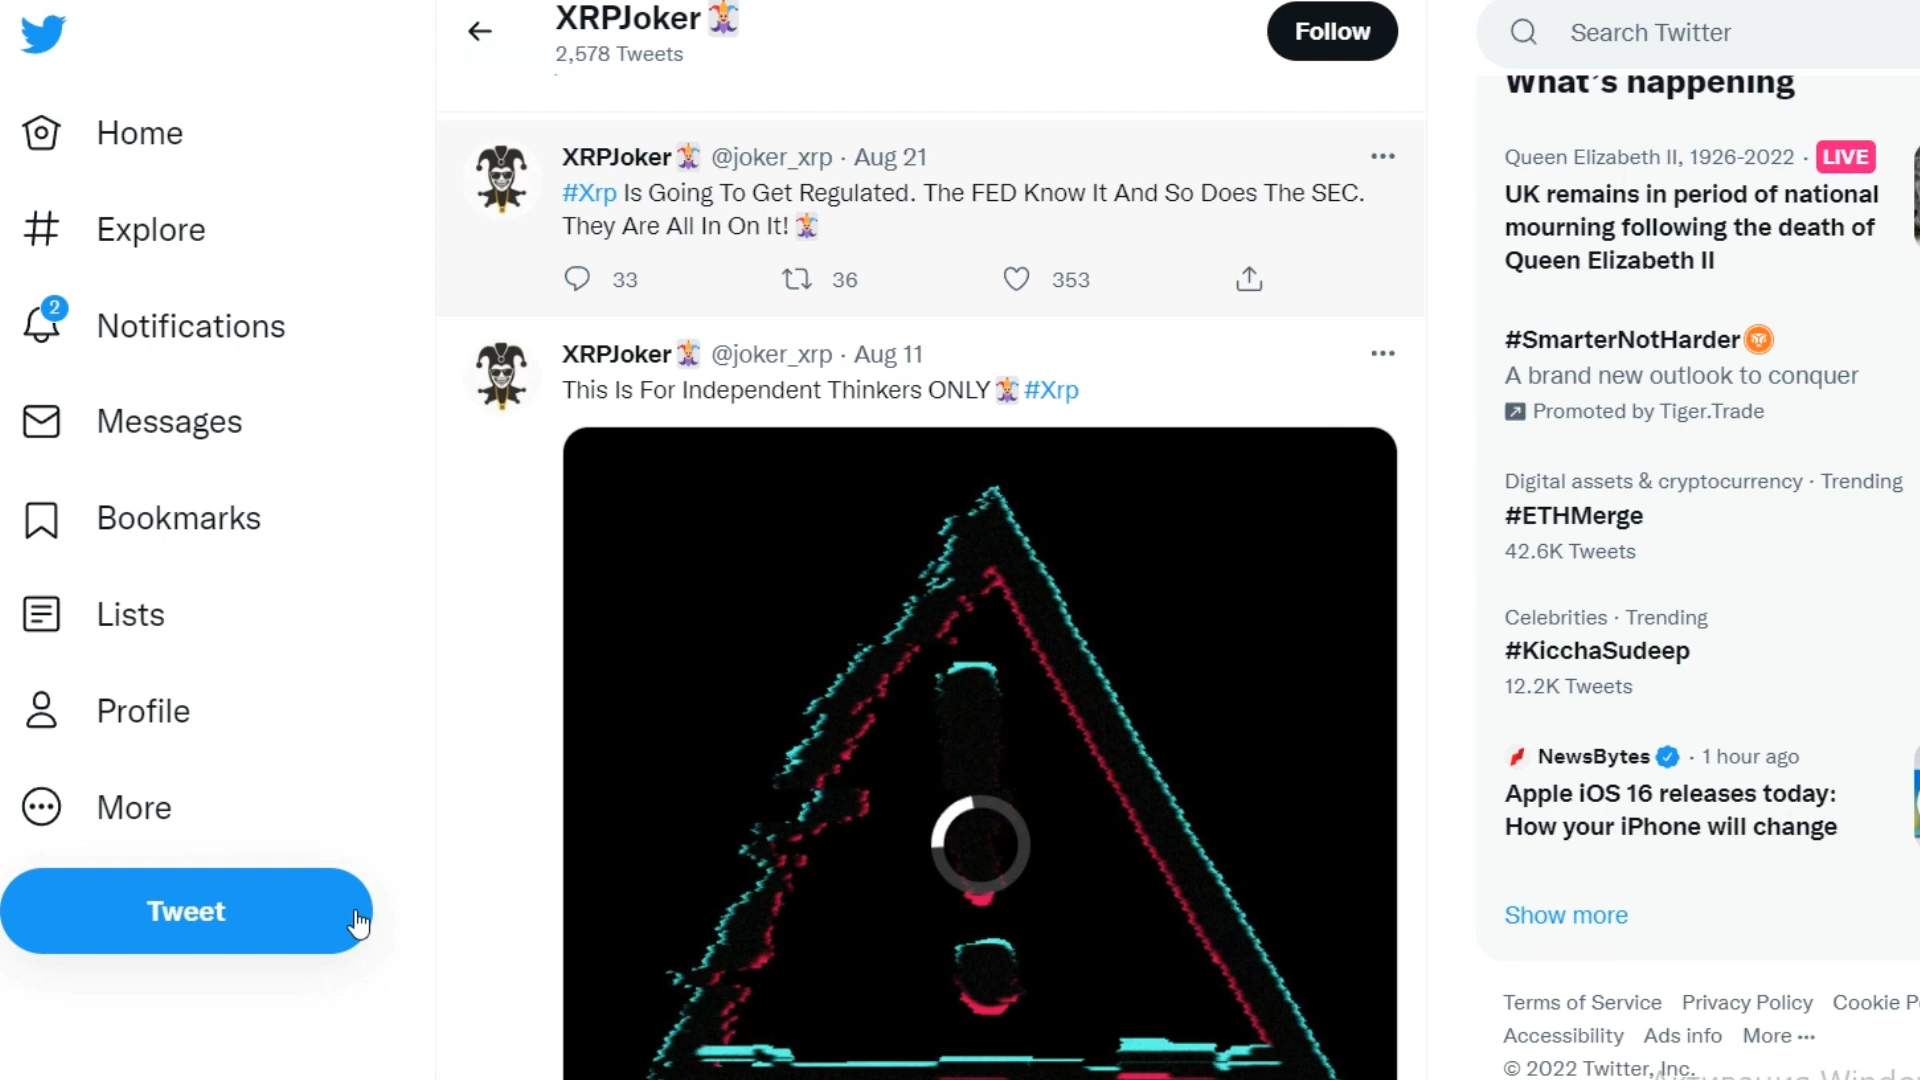 XRPJoker🃏
2,578 Tweets
Follow
Search Twitter
Home
Explore
2
Notifications
Messages
Bookmarks
Lists
Profile
More
Tweet
XRPJoker🃏 @joker_xrp · Aug 21
#Xrp Is Going To Get Regulated. The FED Know It And So Does The SEC.
They Are All In On It! 🃏
33 36 353
XRPJoker🃏 @joker_xrp · Aug 11
This Is For Independent Thinkers ONLY🃏 #Xrp
What's happening
Queen Elizabeth II, 1926-2022 · LIVE
UK remains in period of national
mourning following the death of
Queen Elizabeth II
#SmarterNotHarder
A brand new outlook to conquer
Promoted by Tiger.Trade
Digital assets & cryptocurrency · Trending
#ETHMerge
42.6K Tweets
Celebrities · Trending
#KicchaSudeep
12.2K Tweets
NewsBytes · 1 hour ago
Apple iOS 16 releases today:
How your iPhone will change
Show more
Terms of Service Privacy Policy Cookie
Accessibility Ads info More ···
© 2022 Twitter, Inc.